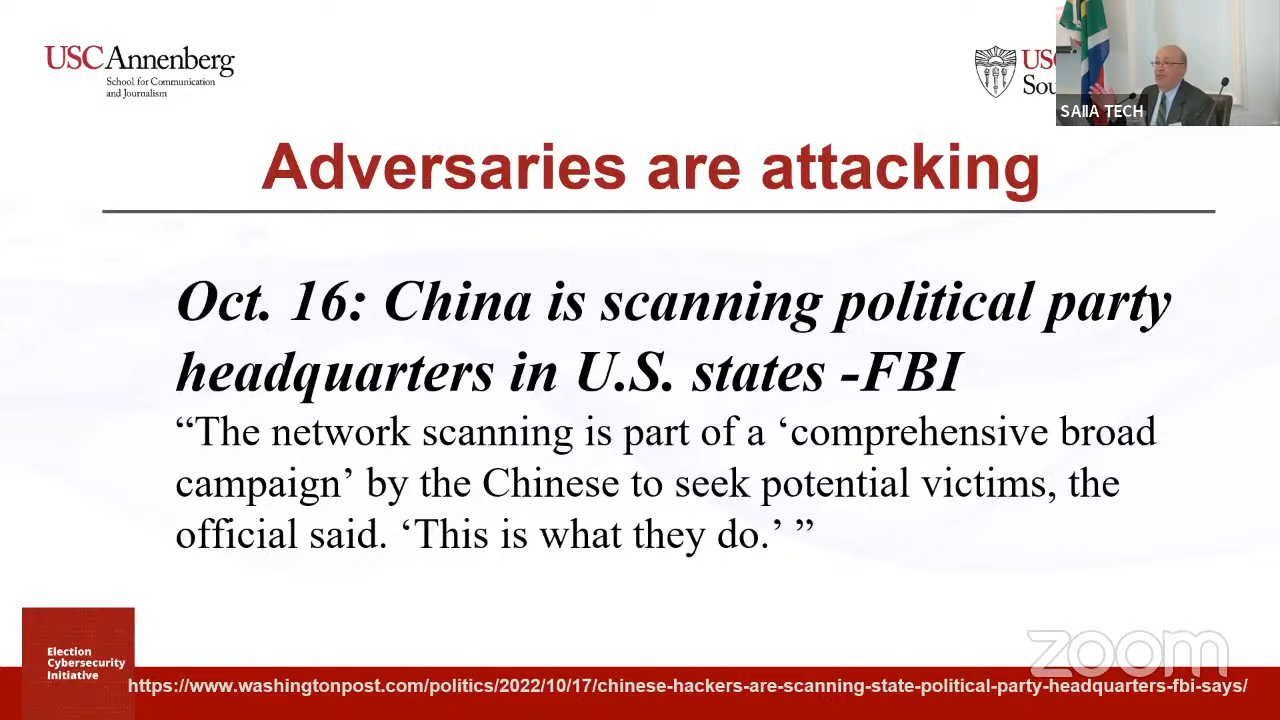 USC Annenberg
School for Communication
and Journalism
USC
Sou
SAIIA TECH
Adversaries are attacking
Oct. 16: China is scanning political party
headquarters in U.S. states -FBI
“The network scanning is part of a ‘comprehensive broad
campaign’ by the Chinese to seek potential victims, the
official said. ‘This is what they do.’ ”
zoom
Election
Cybersecurity
Initiative
https://www.washingtonpost.com/politics/2022/10/17/chinese-hackers-are-scanning-state-political-party-headquarters-fbi-says/